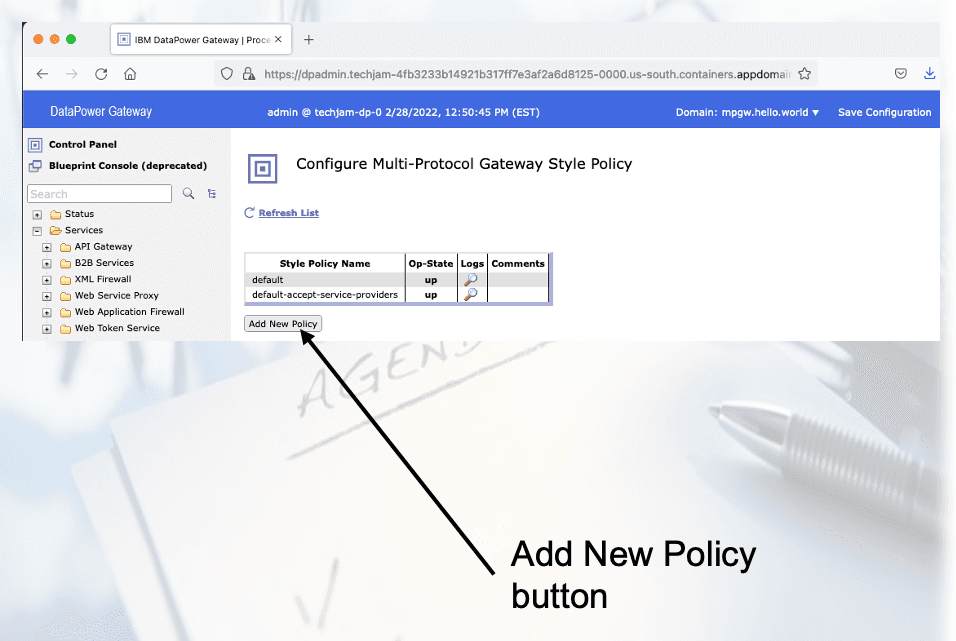 IBM DataPower Gateway | Proce
https://dpadmin.techjam-4fb3233b14921b317ff7e3af2a6d8125-0000.us-south.containers.appdomai
DataPower Gateway
admin @ techjam-dp-0 2/28/2022, 12:50:45 PM (EST)
Domain: mpgw.hello.world
Save Configuration
Control Panel
Blueprint Console (deprecated)
Search
Status
Services
API Gateway
B2B Services
XML Firewall
Web Service Proxy
Web Application Firewall
Web Token Service
Configure Multi-Protocol Gateway Style Policy
Refresh List
Style Policy Name Op-State Logs Comments
default up
default-accept-service-providers up
Add New Policy
AGENDA
Add New Policy
button